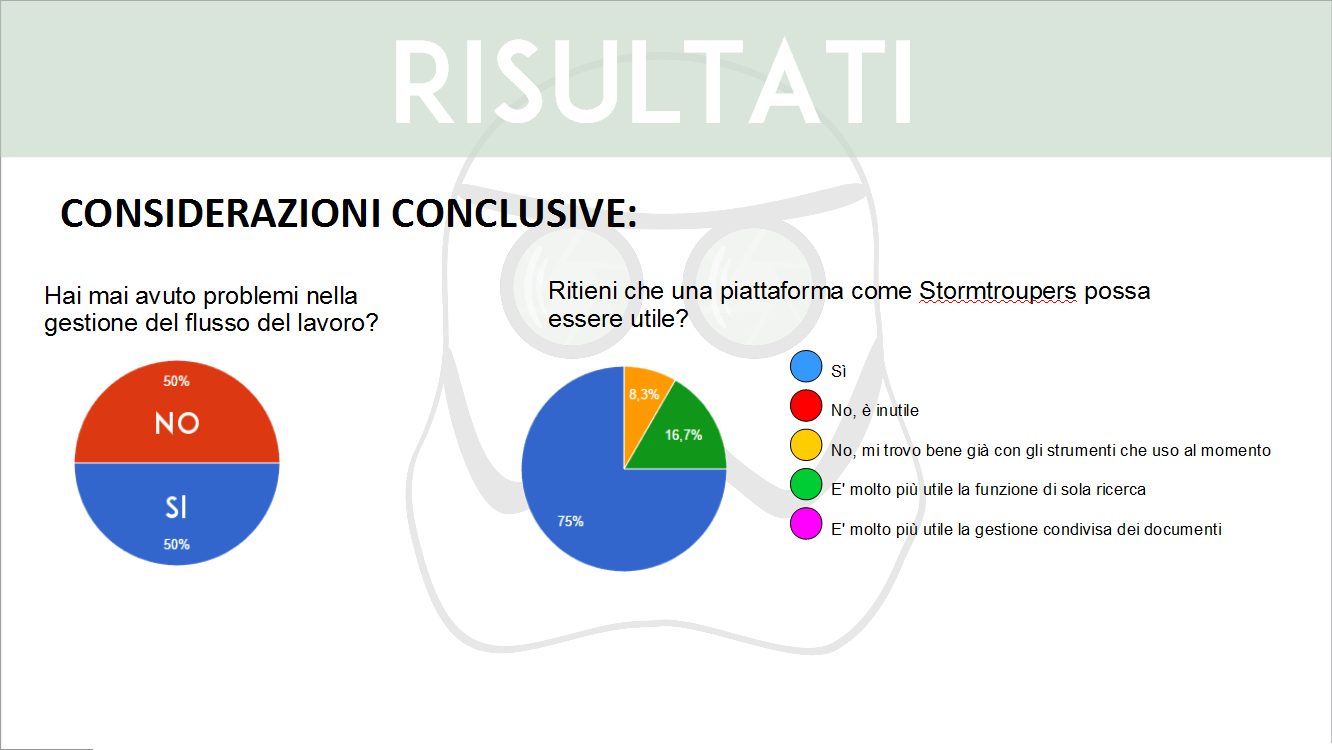 RISULTATI
CONSIDERAZIONI CONCLUSIVE:
Hai mai avuto problemi nella
gestione del flusso del lavoro?
50%
NO
SI
50%
Ritieni che una piattaforma come Stormtroupers possa
essere utile?
8,3%
16,7%
75%
Sì
No, è inutile
No, mi trovo bene già con gli strumenti che uso al momento
E' molto più utile la funzione di sola ricerca
E' molto più utile la gestione condivisa dei documenti